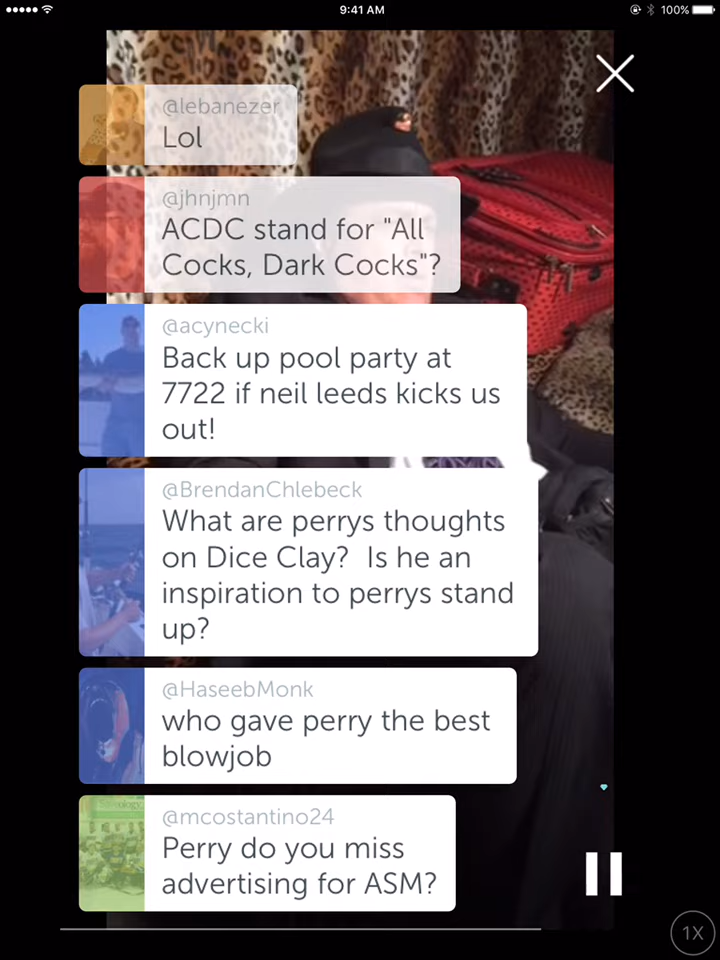 9:41 AM
100%
@lebanezer
Lol
@jhnjmn
ACDC stand for "All
Cocks, Dark Cocks"?
@acynecki
Back up pool party at
7722 if neil leeds kicks us
out!
@BrendanChlebeck
What are perrys thoughts
on Dice Clay?  Is he an
inspiration to perrys stand
up?
@HaseebMonk
who gave perry the best
blowjob
@mcostantino24
Perry do you miss
advertising for ASM?
1X